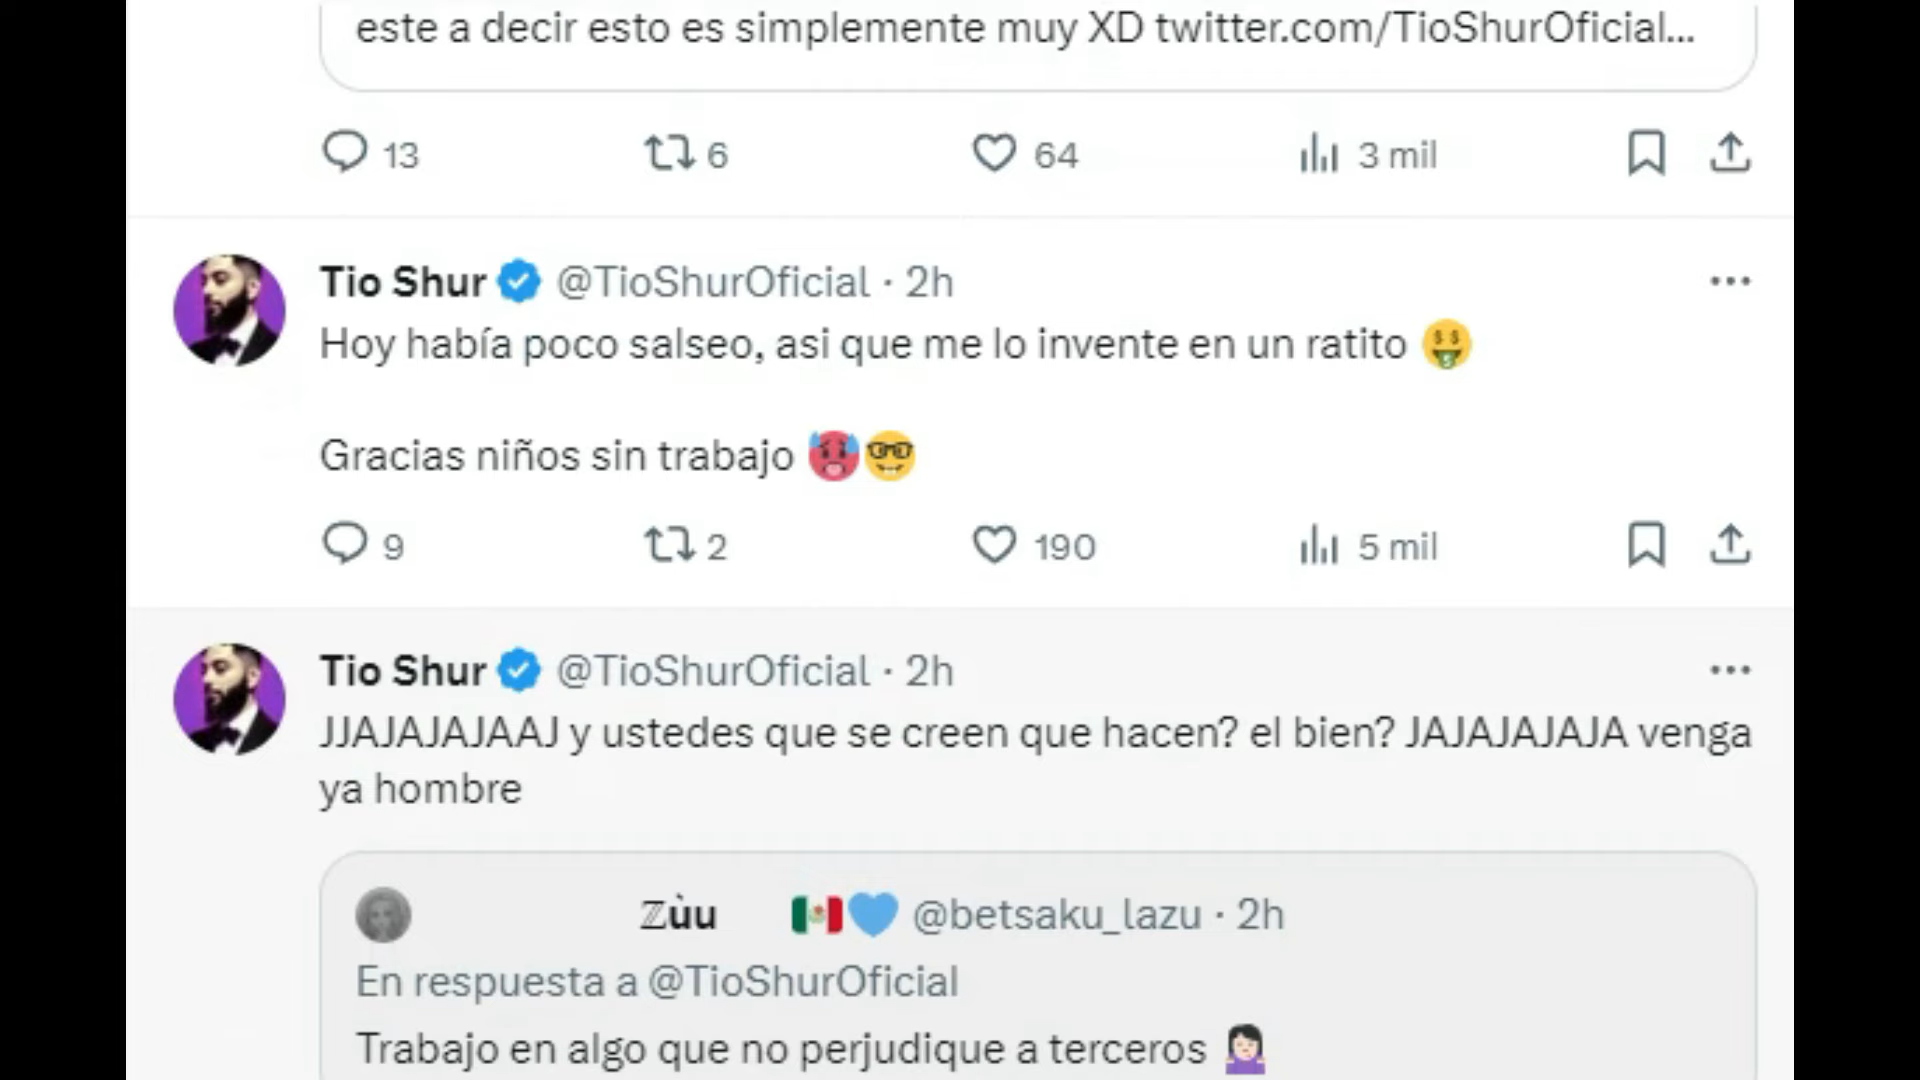 este a decir esto es simplemente muy XD twitter.com/TioShurOficial...
13 6 64 3 mil
Tio Shur @TioShurOficial · 2h
Hoy había poco salseo, asi que me lo invente en un ratito 🤑
Gracias niños sin trabajo 🥵🤓
9 2 190 5 mil
Tio Shur @TioShurOficial · 2h
JJAJAJAJAAJ y ustedes que se creen que hacen? el bien? JAJAJAJAJA venga
ya hombre
ℤùu 🇲🇽💙 @betsaku_lazu · 2h
En respuesta a @TioShurOficial
Trabajo en algo que no perjudique a terceros 🤷🏻‍♀️